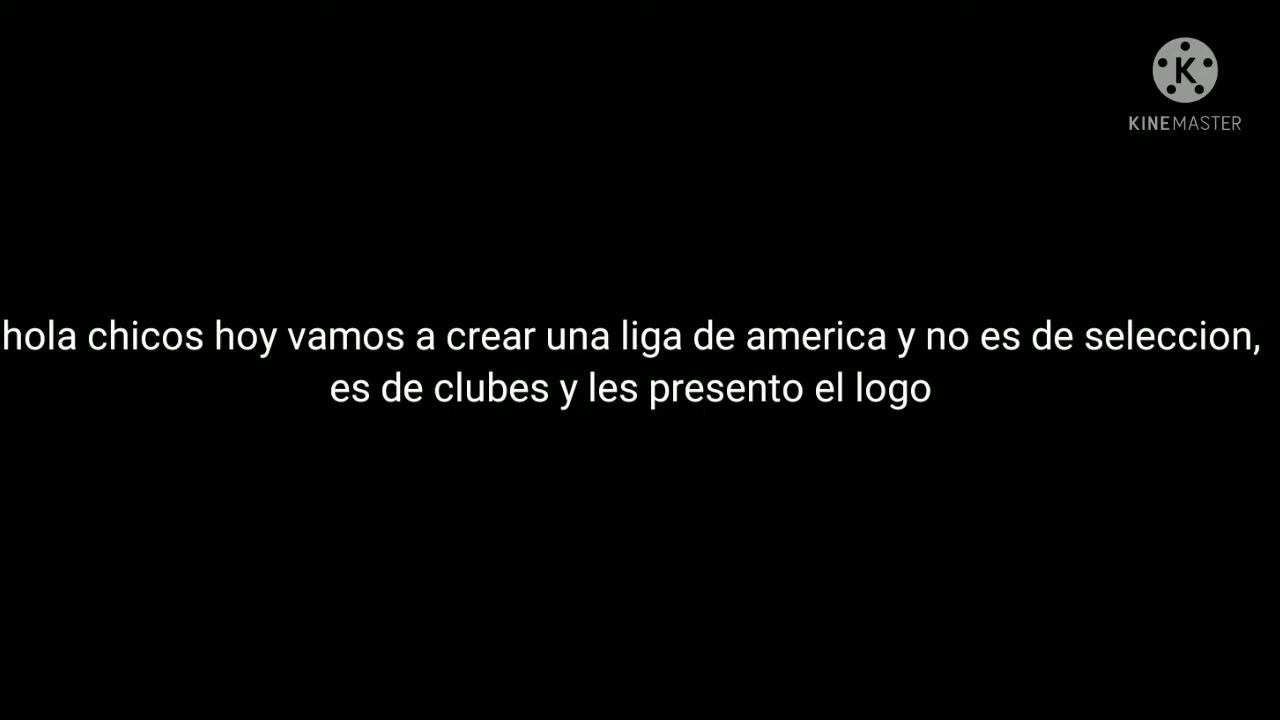 K
KINEMASTER
hola chicos hoy vamos a crear una liga de america y no es de seleccion,
es de clubes y les presento el logo